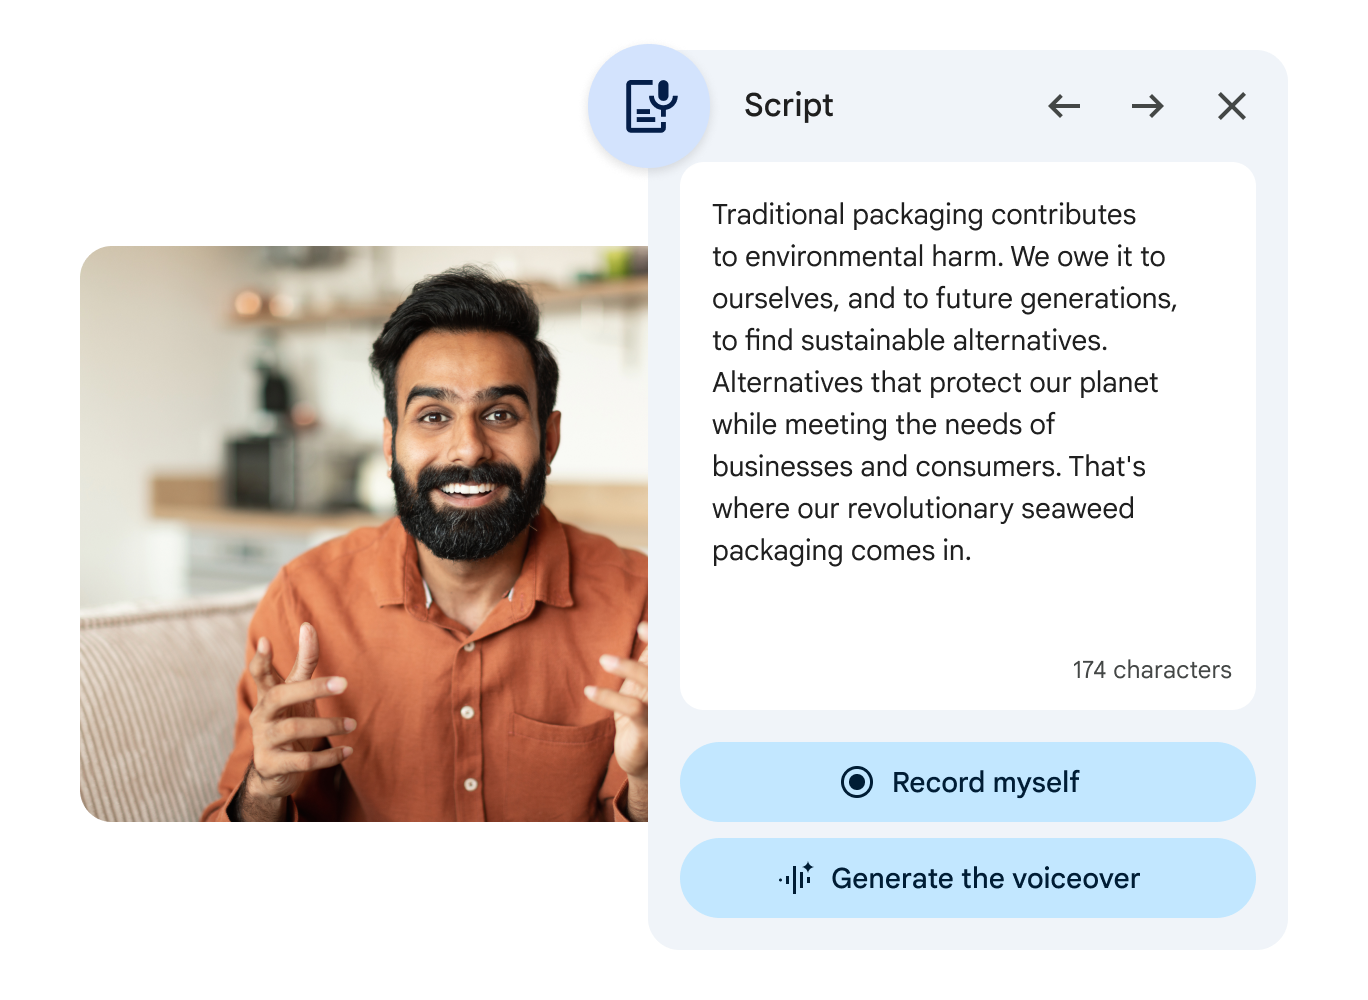 Script
Traditional packaging contributes
to environmental harm. We owe it to
ourselves, and to future generations,
to find sustainable alternatives.
Alternatives that protect our planet
while meeting the needs of
businesses and consumers. That's
where our revolutionary seaweed
packaging comes in.
174 characters
Record myself
Generate the voiceover